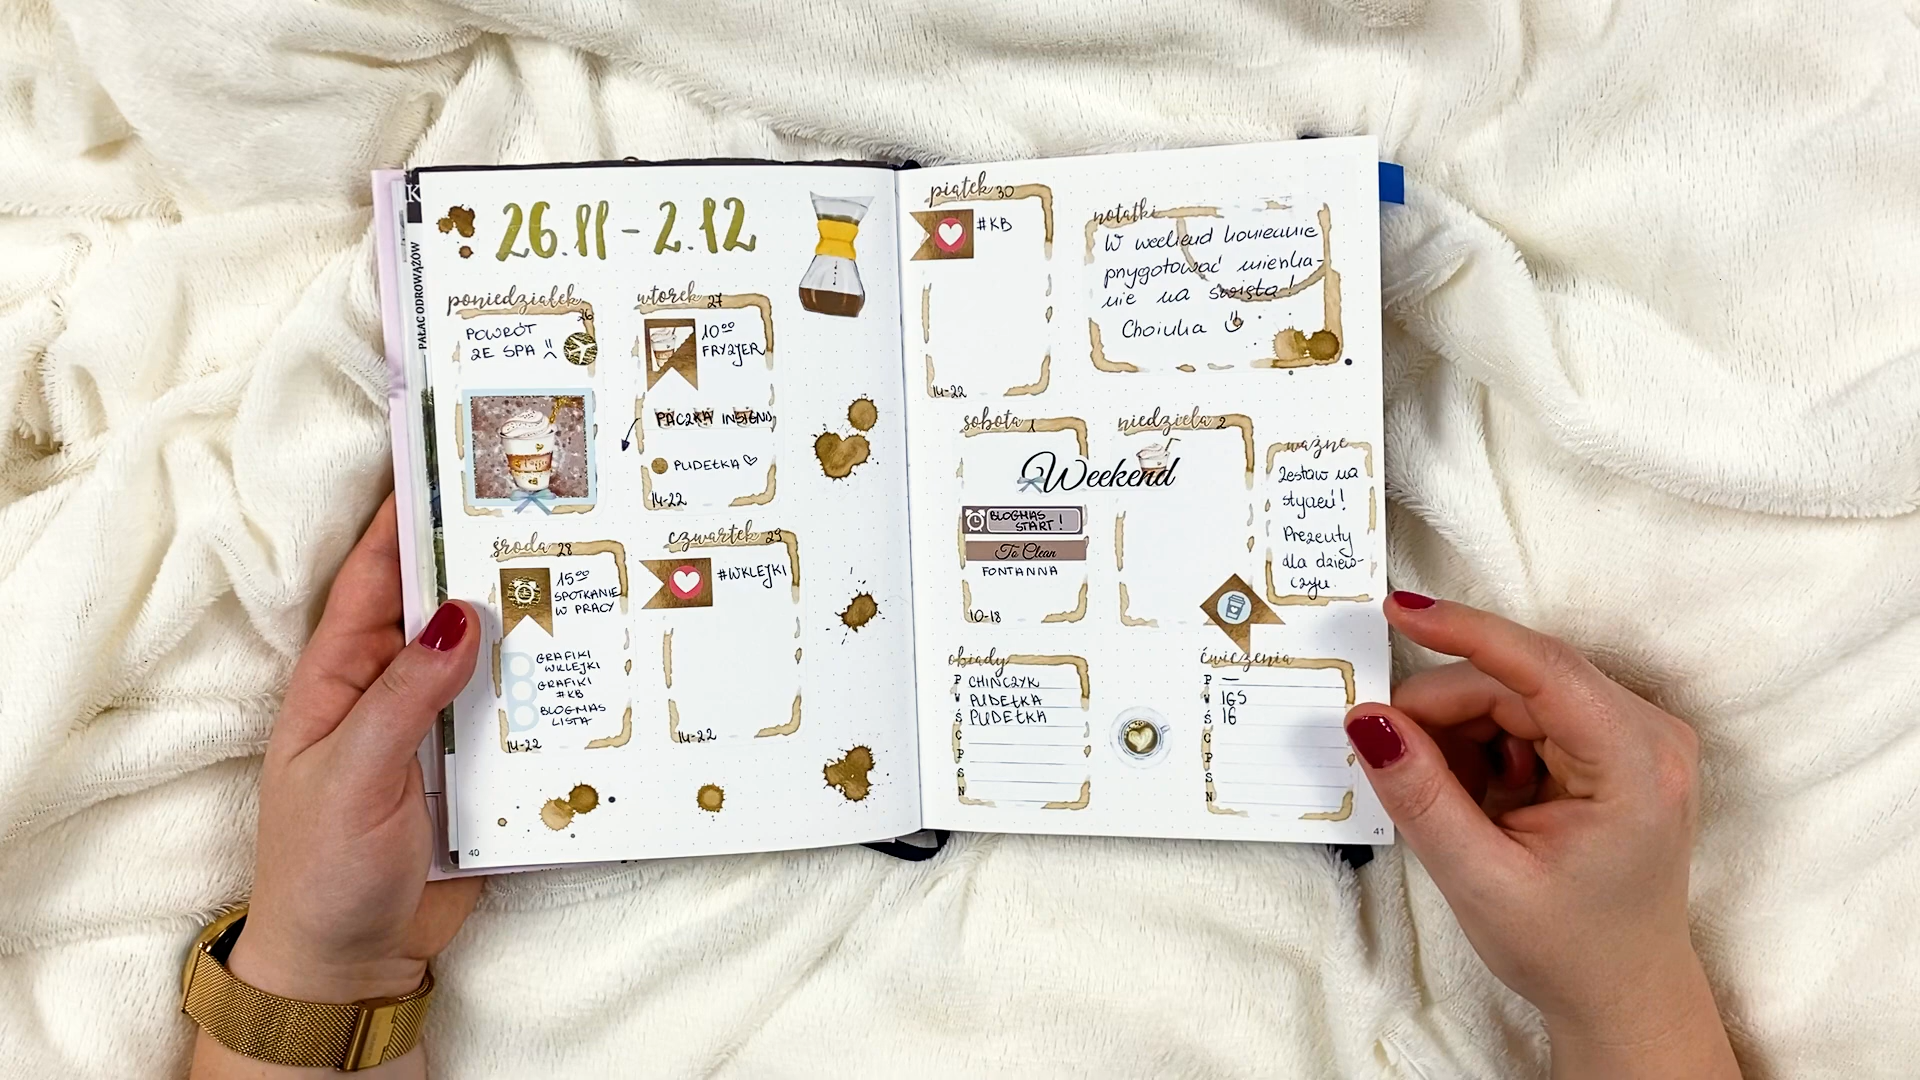 K
PAŁAC ODROWĄŻÓW
26.11 - 2.12
poniedziałek
26
POWRÓT
ZE SPA
wtorek 27
10⁰⁰
FRYZJER
PACZKA INSIGNIS
PUDEŁKA ♡
14-22
środa 28
15⁰⁰
SPOTKANIE
W PRACY
GRAFIKI
WKLEJKI
GRAFIKI
#KB
BLOGMAS
LISTA
14-22
czwartek 29
#WKLEJKI
14-22
40
piątek 30
#KB
14-22
notatki
W weekend koniecznie
przygotować mieszka-
nie na święta!
Choinka
sobota 1
niedziela 2
Weekend
BLOGMAS
START!
To Clean
FONTANNA
10-18
ważne
Zestaw na
styczeń!
Prezenty
dla dziew-
czyn.
obiady
P CHIŃCZYK
W PUDEŁKA
Ś PUDEŁKA
C
P
S
N
ćwiczenia
P —
W 165
Ś 16
C
P
S
N
41